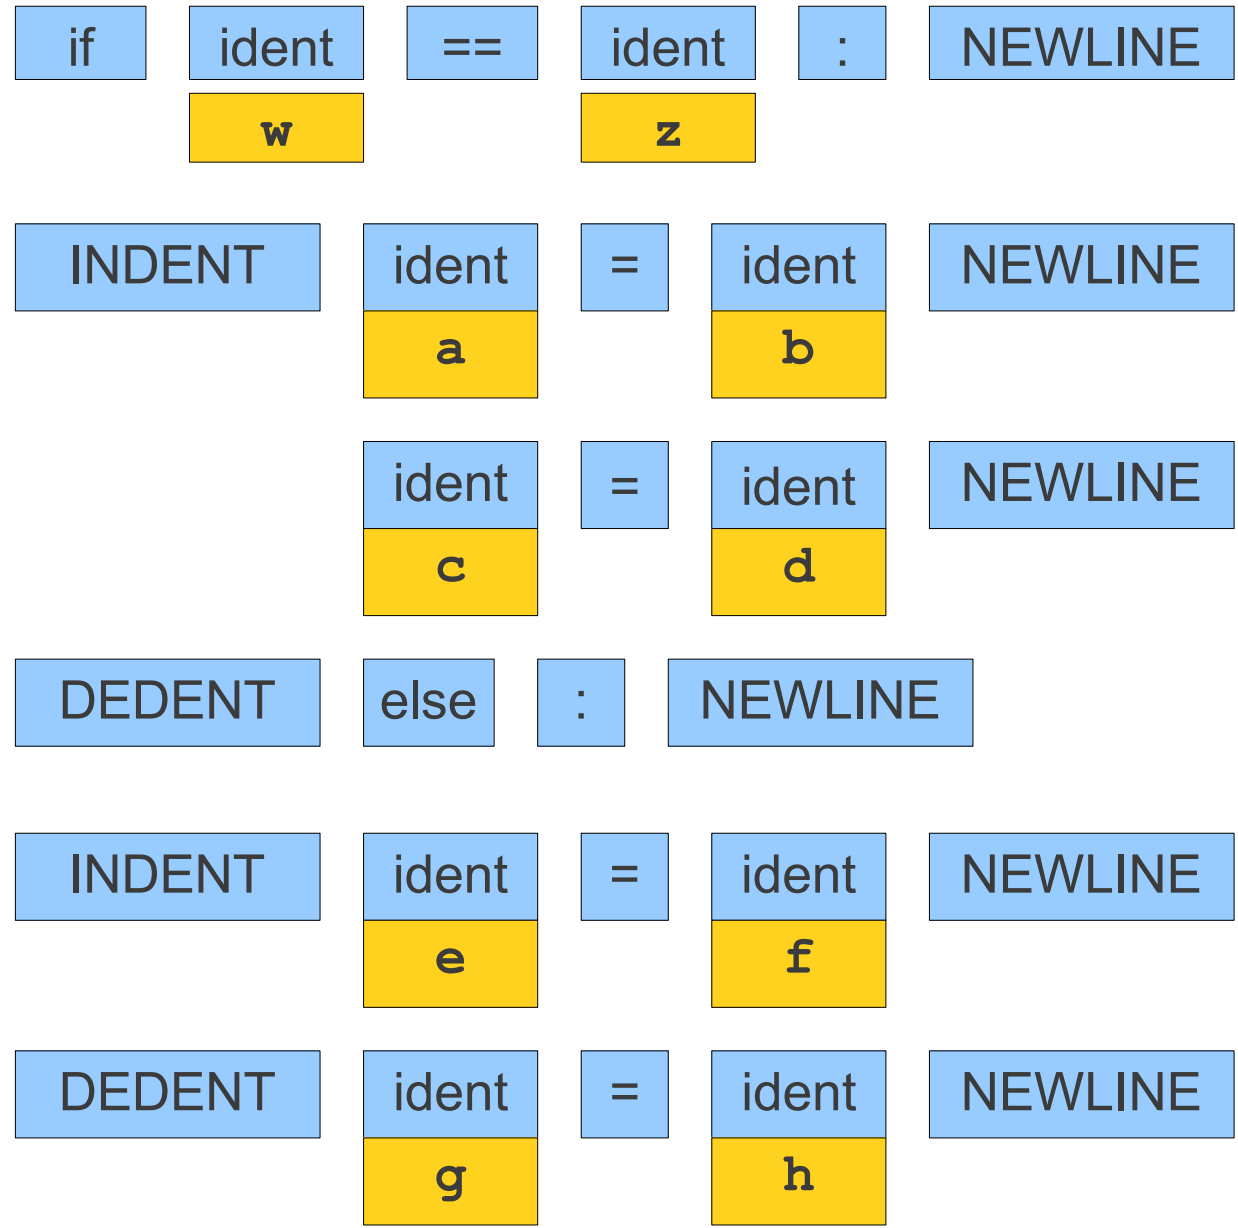 if ident == ident : NEWLINE
w z
INDENT ident = ident NEWLINE
a b
ident = ident NEWLINE
c d
DEDENT else : NEWLINE
INDENT ident = ident NEWLINE
e f
DEDENT ident = ident NEWLINE
g h